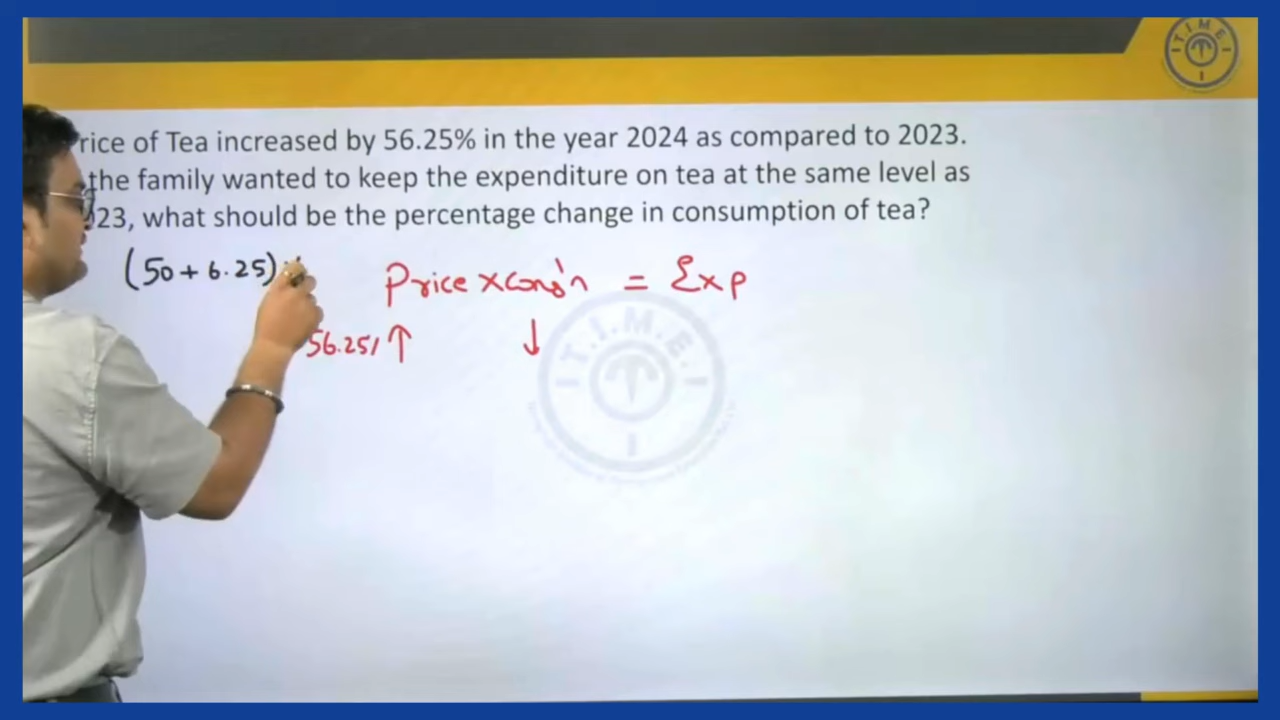 rice of Tea increased by 56.25% in the year 2024 as compared to 2023.
the family wanted to keep the expenditure on tea at the same level as
23, what should be the percentage change in consumption of tea?
(50+6.25)
Price × Cons'n = Exp
56.25% ↑ ↓
T.I.M.E.
T.I.M.E.